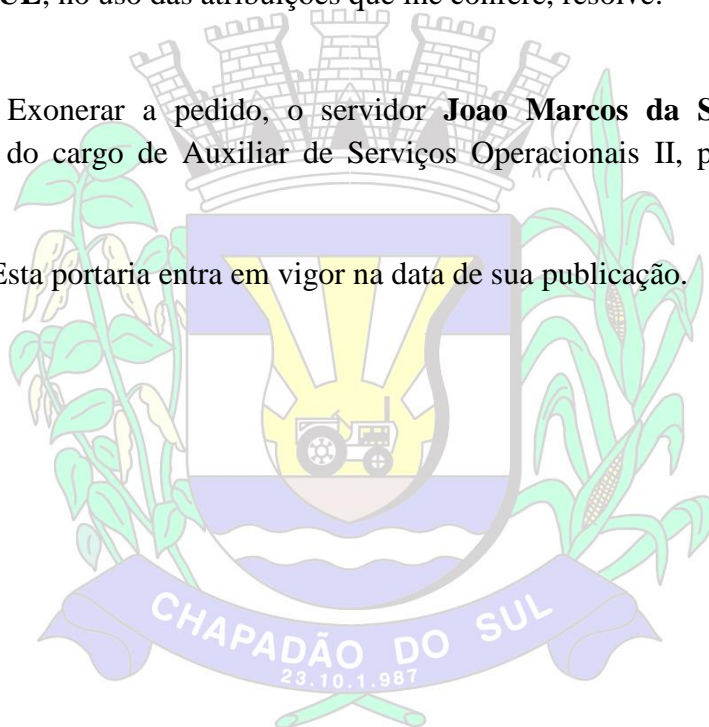 UL, no uso das atribuições que lhe confere, resolve:
Exonerar a pedido, o servidor Joao Marcos da S
do cargo de Auxiliar de Serviços Operacionais II, p
Esta portaria entra em vigor na data de sua publicação.
CHAPADÃO DO SUL
23.10.1.987